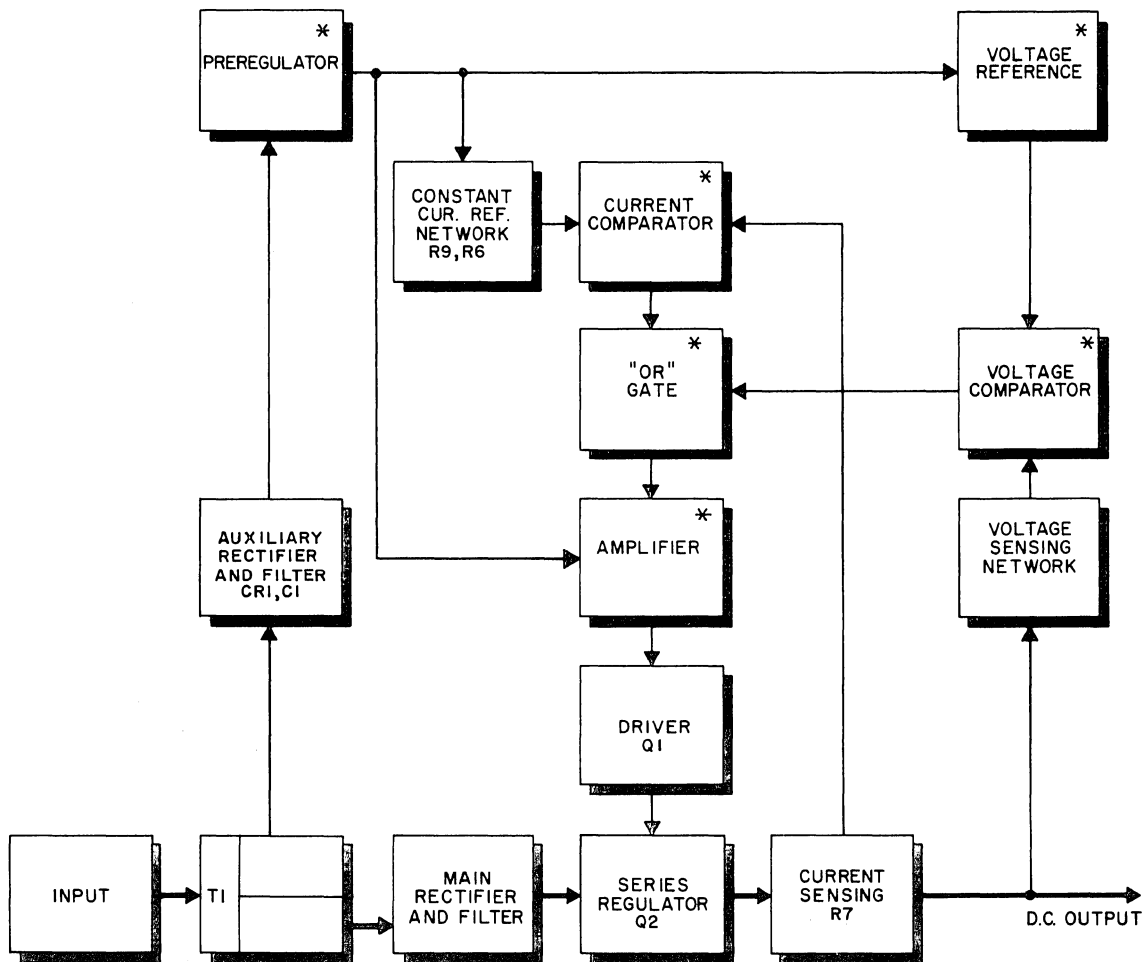 *
PREREGULATOR
*
VOLTAGE
REFERENCE
CONSTANT
CUR. REF.
NETWORK
R9, R6
*
CURRENT
COMPARATOR
*
"OR"
GATE
*
VOLTAGE
COMPARATOR
AUXILIARY
RECTIFIER
AND FILTER
CR1, C1
*
AMPLIFIER
VOLTAGE
SENSING
NETWORK
DRIVER
Q1
INPUT
T1
MAIN
RECTIFIER
AND FILTER
SERIES
REGULATOR
Q2
CURRENT
SENSING
R7
D.C. OUTPUT